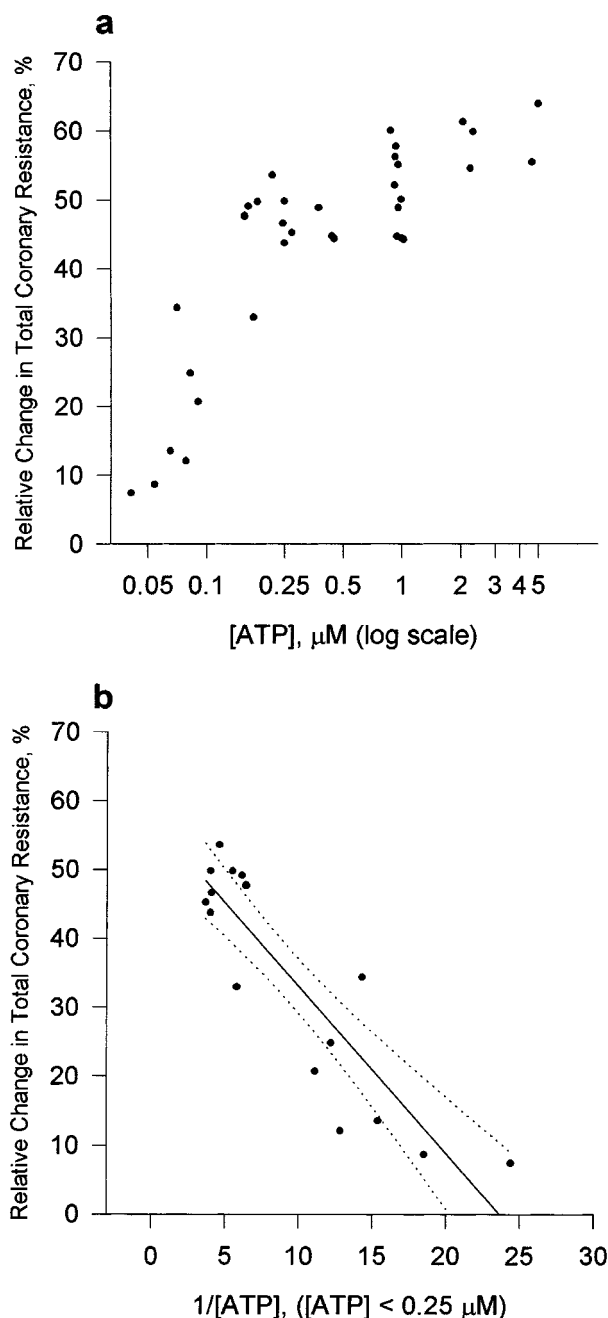 a
Relative Change in Total Coronary Resistance, %
70
60
50
40
30
20
10
0
0.05 0.1 0.25 0.5 1 2 3 4 5
[ATP], μM (log scale)
b
Relative Change in Total Coronary Resistance, %
70
60
50
40
30
20
10
0
0 5 10 15 20 25 30
1/[ATP], ([ATP] < 0.25 μM)